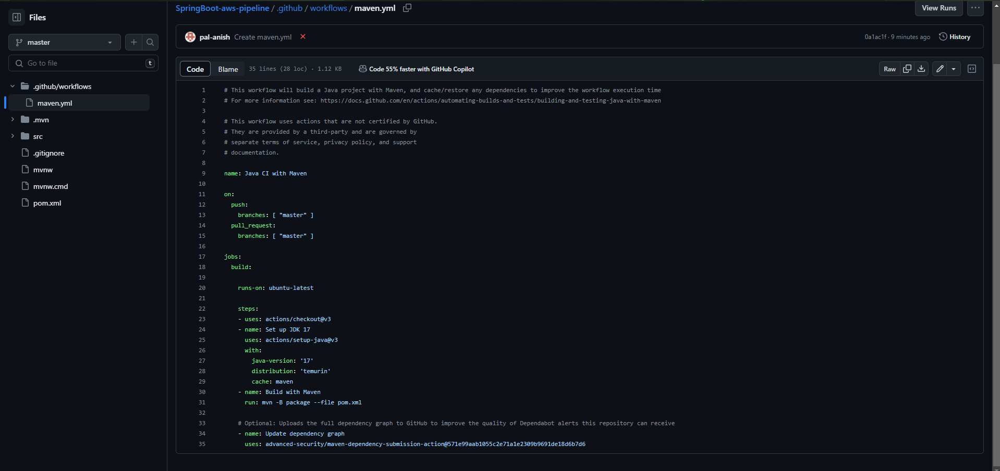 Files
master
Go to file
t
.github/workflows
maven.yml
.mvn
src
.gitignore
mvnw
mvnw.cmd
pom.xml
SpringBoot-aws-pipeline / .github / workflows / maven.yml
View Runs
pal-anish Create maven.yml
0a1ac1f · 9 minutes ago
History
Code
Blame
35 lines (28 loc) · 1.12 KB
Code 55% faster with GitHub Copilot
Raw
1 # This workflow will build a Java project with Maven, and cache/restore any dependencies to improve the workflow execution time
2 # For more information see: https://docs.github.com/en/actions/automating-builds-and-tests/building-and-testing-java-with-maven
3
4 # This workflow uses actions that are not certified by GitHub.
5 # They are provided by a third-party and are governed by
6 # separate terms of service, privacy policy, and support
7 # documentation.
8
9 name: Java CI with Maven
10
11 on:
12 push:
13 branches: [ "master" ]
14 pull_request:
15 branches: [ "master" ]
16
17 jobs:
18 build:
19
20 runs-on: ubuntu-latest
21
22 steps:
23 - uses: actions/checkout@v3
24 - name: Set up JDK 17
25 uses: actions/setup-java@v3
26 with:
27 java-version: '17'
28 distribution: 'temurin'
29 cache: maven
30 - name: Build with Maven
31 run: mvn -B package --file pom.xml
32
33 # Optional: Uploads the full dependency graph to GitHub to improve the quality of Dependabot alerts this repository can receive
34 - name: Update dependency graph
35 uses: advanced-security/maven-dependency-submission-action@571e99aab1055c2e71a1e2309b9691de18d6b7d6